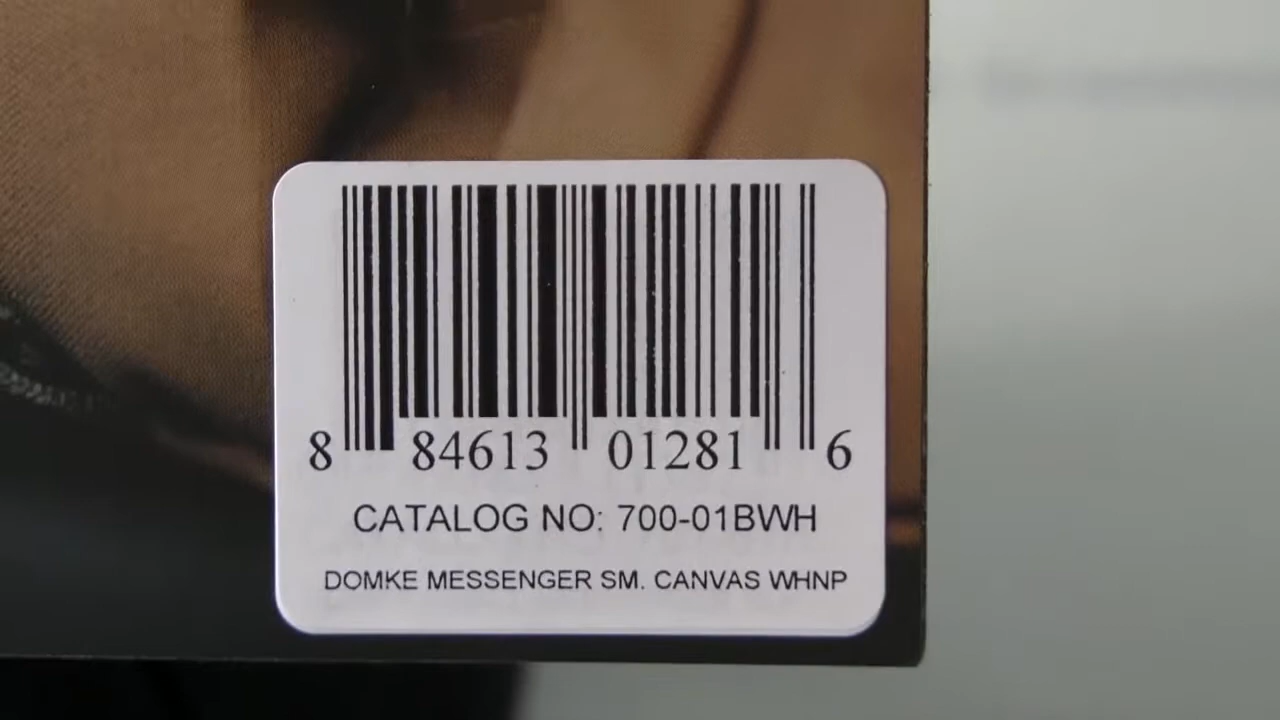 8 84613 01281 6
CATALOG NO: 700-01BWH
DOMKE MESSENGER SM. CANVAS WHNP